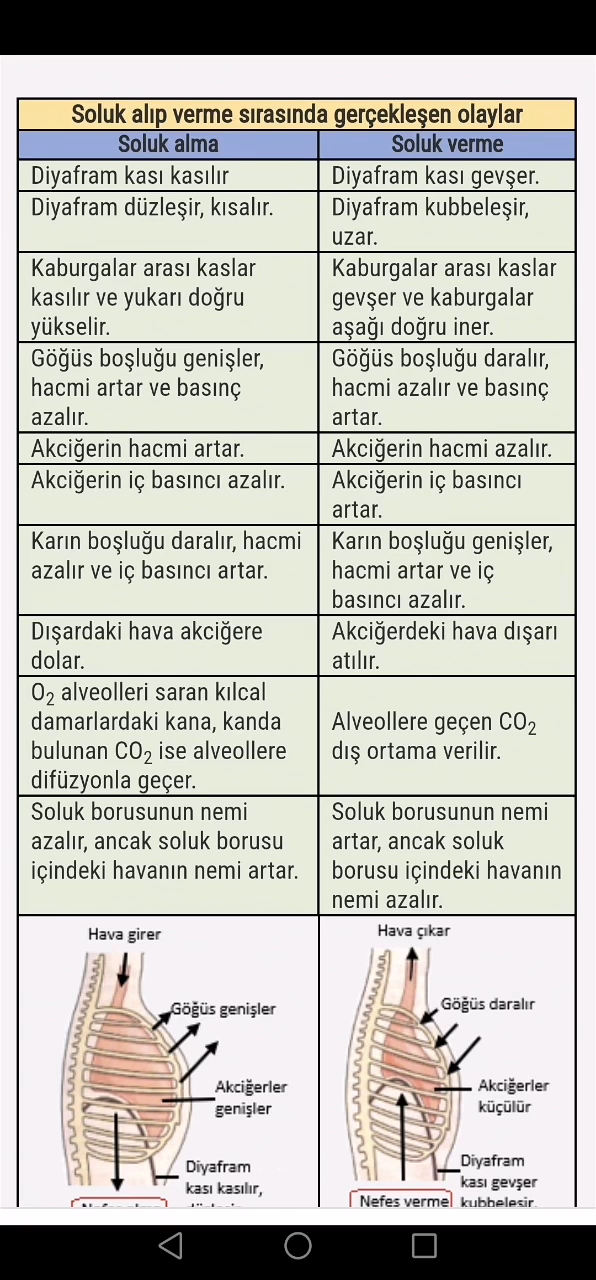 Soluk alıp verme sırasında gerçekleşen olaylar
Soluk alma
Soluk verme
Diyafram kası kasılır
Diyafram kası gevşer.
Diyafram düzleşir, kısalır.
Diyafram kubbeleşir,
uzar.
Kaburgalar arası kaslar
kasılır ve yukarı doğru
yükselir.
Kaburgalar arası kaslar
gevşer ve kaburgalar
aşağı doğru iner.
Göğüs boşluğu genişler,
hacmi artar ve basınç
azalır.
Göğüs boşluğu daralır,
hacmi azalır ve basınç
artar.
Akciğerin hacmi artar.
Akciğerin hacmi azalır.
Akciğerin iç basıncı azalır.
Akciğerin iç basıncı
artar.
Karın boşluğu daralır, hacmi
azalır ve iç basıncı artar.
Karın boşluğu genişler,
hacmi artar ve iç
basıncı azalır.
Dışardaki hava akciğere
dolar.
Akciğerdeki hava dışarı
atılır.
O₂ alveolleri saran kılcal
damarlardaki kana, kanda
bulunan CO₂ ise alveollere
difüzyonla geçer.
Alveollere geçen CO₂
dış ortama verilir.
Soluk borusunun nemi
azalır, ancak soluk borusu
içindeki havanın nemi artar.
Soluk borusunun nemi
artar, ancak soluk
borusu içindeki havanın
nemi azalır.
Hava girer
Göğüs genişler
Akciğerler
genişler
Diyafram
kası kasılır,
Hava çıkar
Göğüs daralır
Akciğerler
küçülür
Diyafram
kası gevşer
kubbeleşir.
Nefes verme